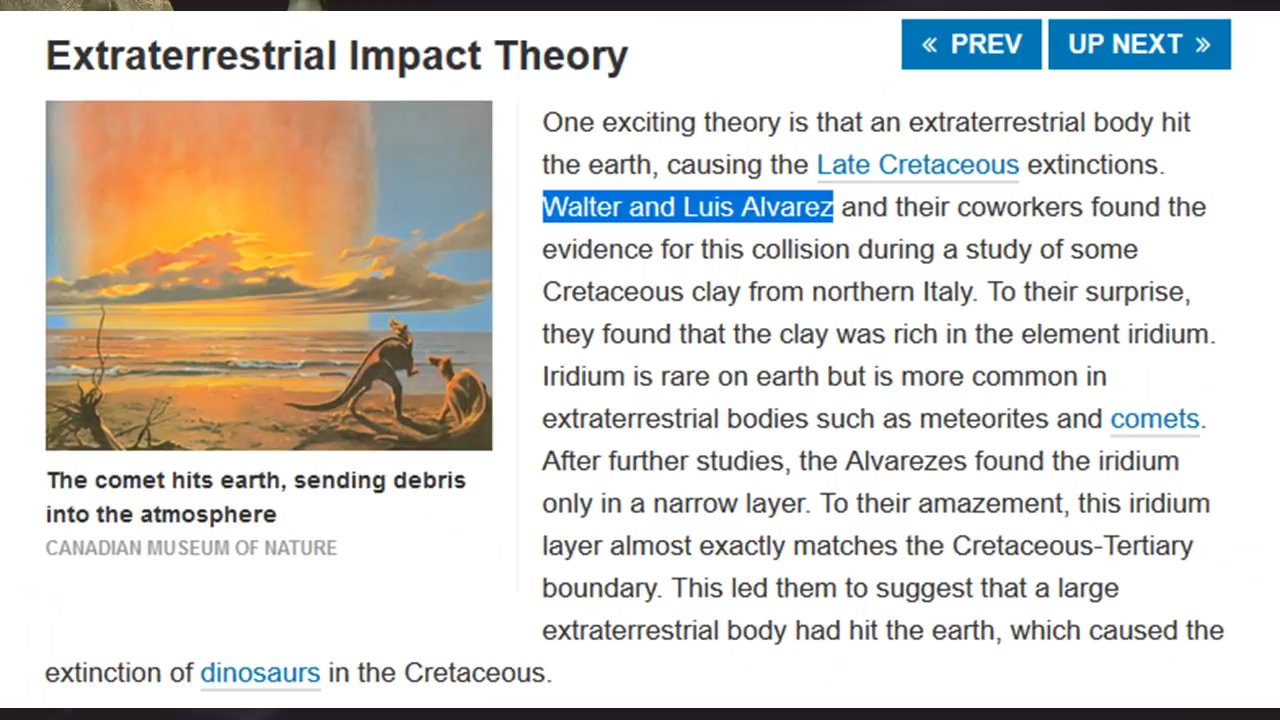 Extraterrestrial Impact Theory
« PREV
UP NEXT »
One exciting theory is that an extraterrestrial body hit
the earth, causing the Late Cretaceous extinctions.
Walter and Luis Alvarez and their coworkers found the
evidence for this collision during a study of some
Cretaceous clay from northern Italy. To their surprise,
they found that the clay was rich in the element iridium.
Iridium is rare on earth but is more common in
extraterrestrial bodies such as meteorites and comets.
After further studies, the Alvarezes found the iridium
only in a narrow layer. To their amazement, this iridium
layer almost exactly matches the Cretaceous-Tertiary
boundary. This led them to suggest that a large
extraterrestrial body had hit the earth, which caused the
extinction of dinosaurs in the Cretaceous.
The comet hits earth, sending debris
into the atmosphere
CANADIAN MUSEUM OF NATURE